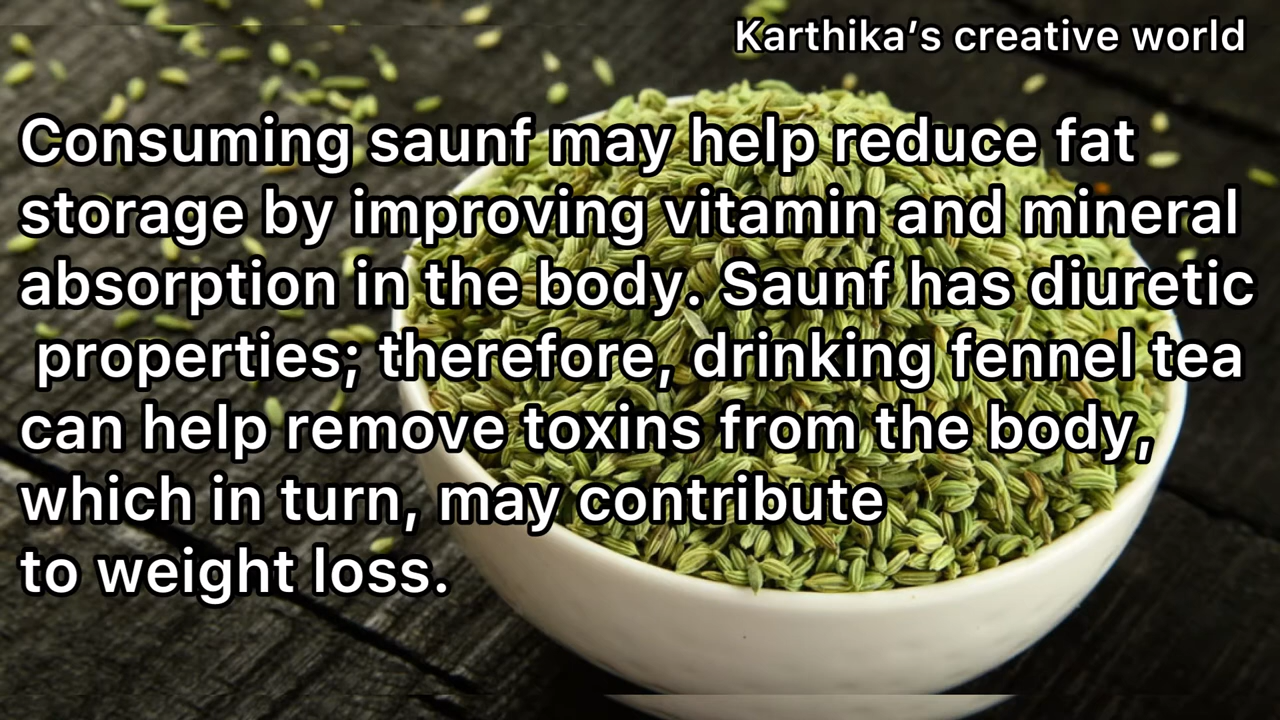 Karthika’s creative world
Consuming saunf may help reduce fat
storage by improving vitamin and mineral
absorption in the body. Saunf has diuretic
properties; therefore, drinking fennel tea
can help remove toxins from the body,
which in turn, may contribute
to weight loss.